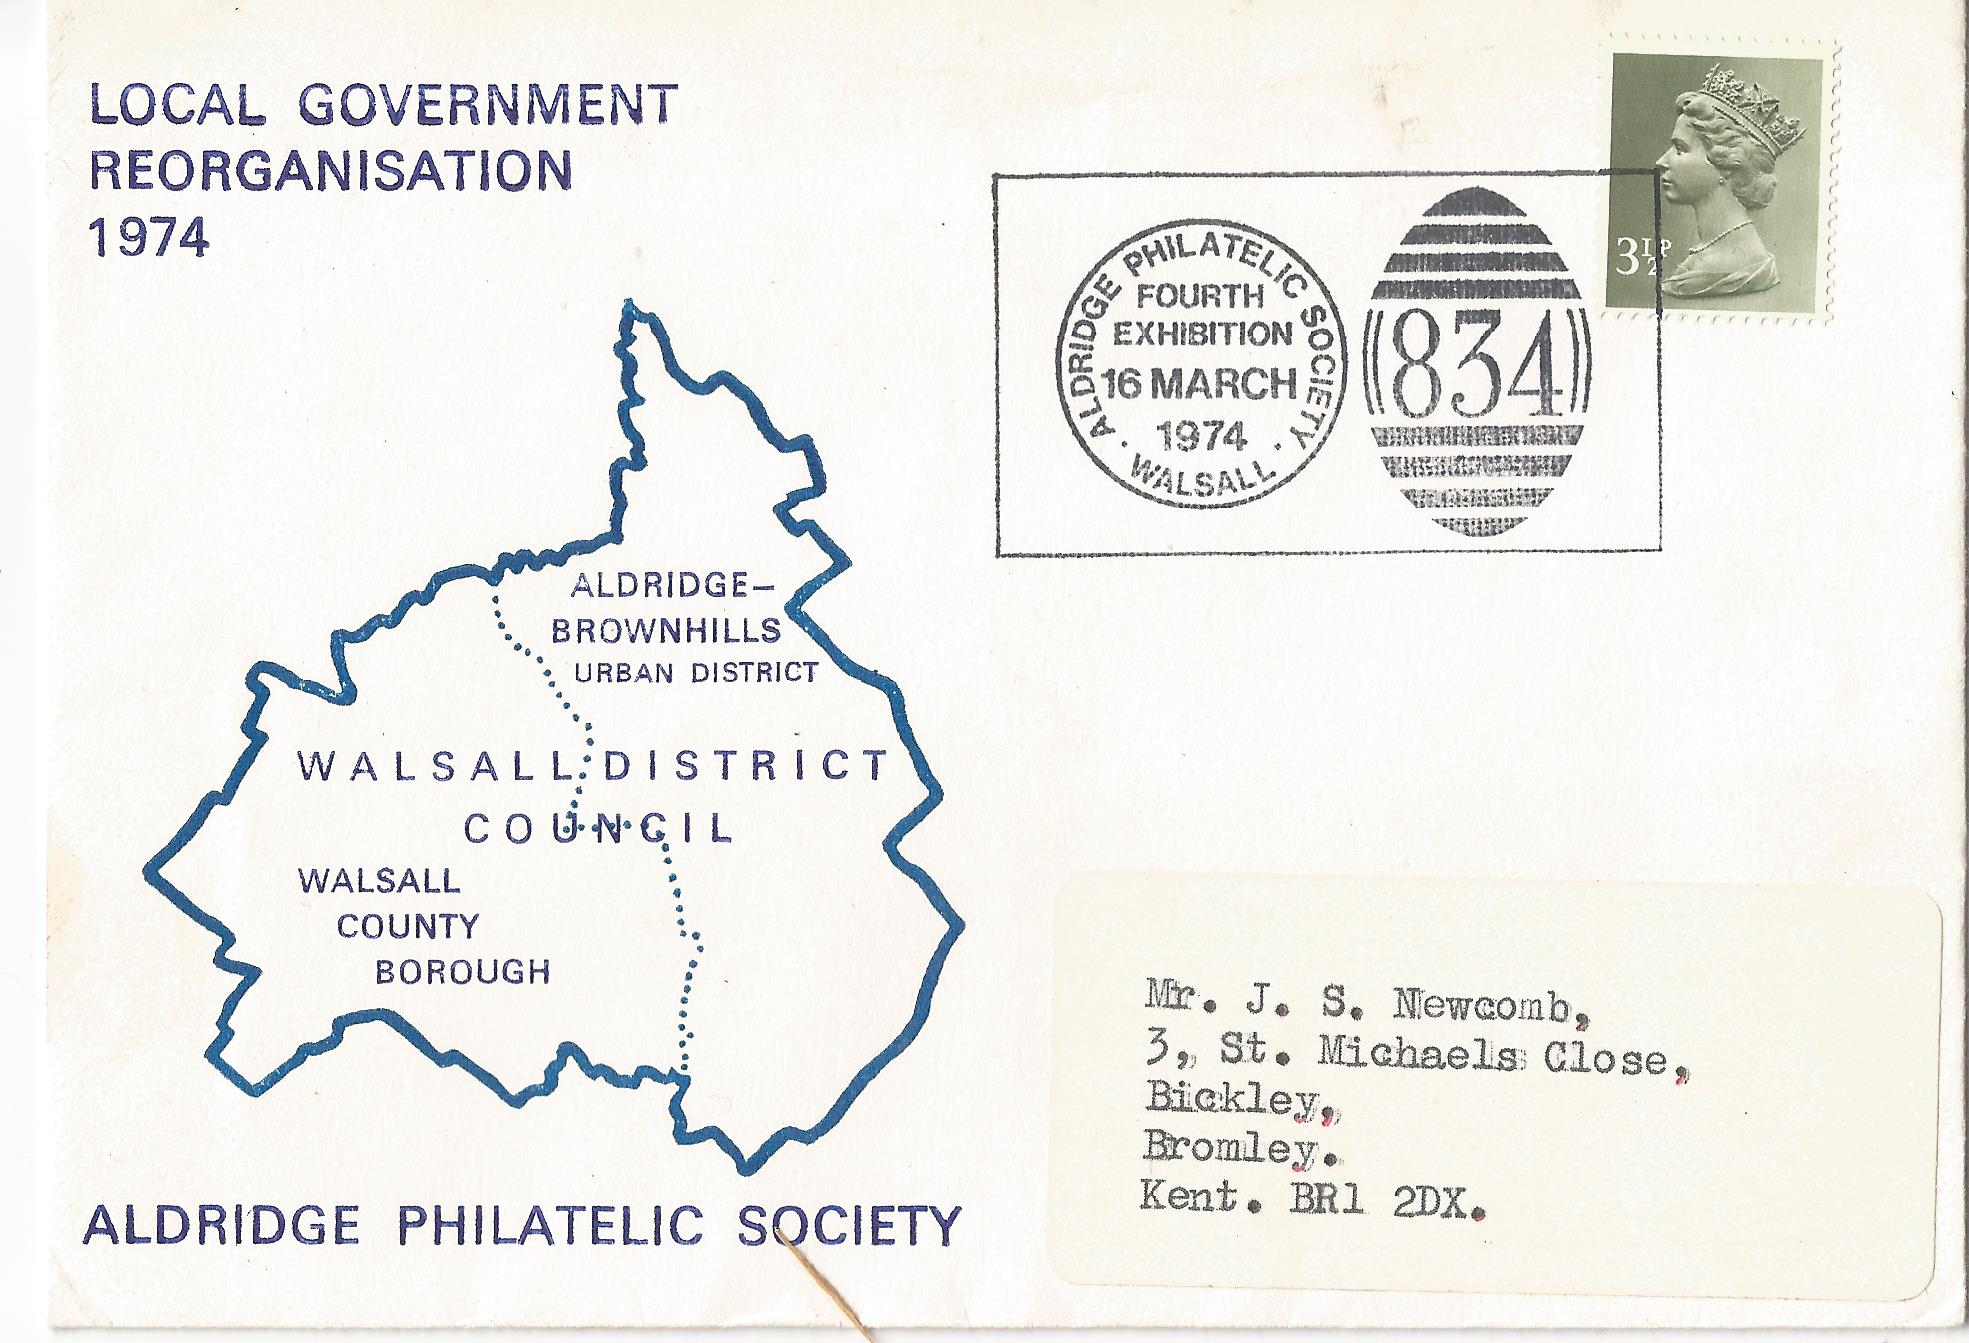 LOCAL GOVERNMENT
REORGANISATION
1974
ALDRIDGE PHILATELIC SOCIETY
FOURTH
EXHIBITION
16 MARCH
1974
· WALSALL ·
834
3½P
ALDRIDGE–
BROWNHILLS
URBAN DISTRICT
WALSALL DISTRICT
COUNCIL
WALSALL
COUNTY
BOROUGH
ALDRIDGE PHILATELIC SOCIETY
Mr. J. S. Newcomb,
3, St. Michaels Close,
Bickley,
Bromley.
Kent. BR1 2DX.